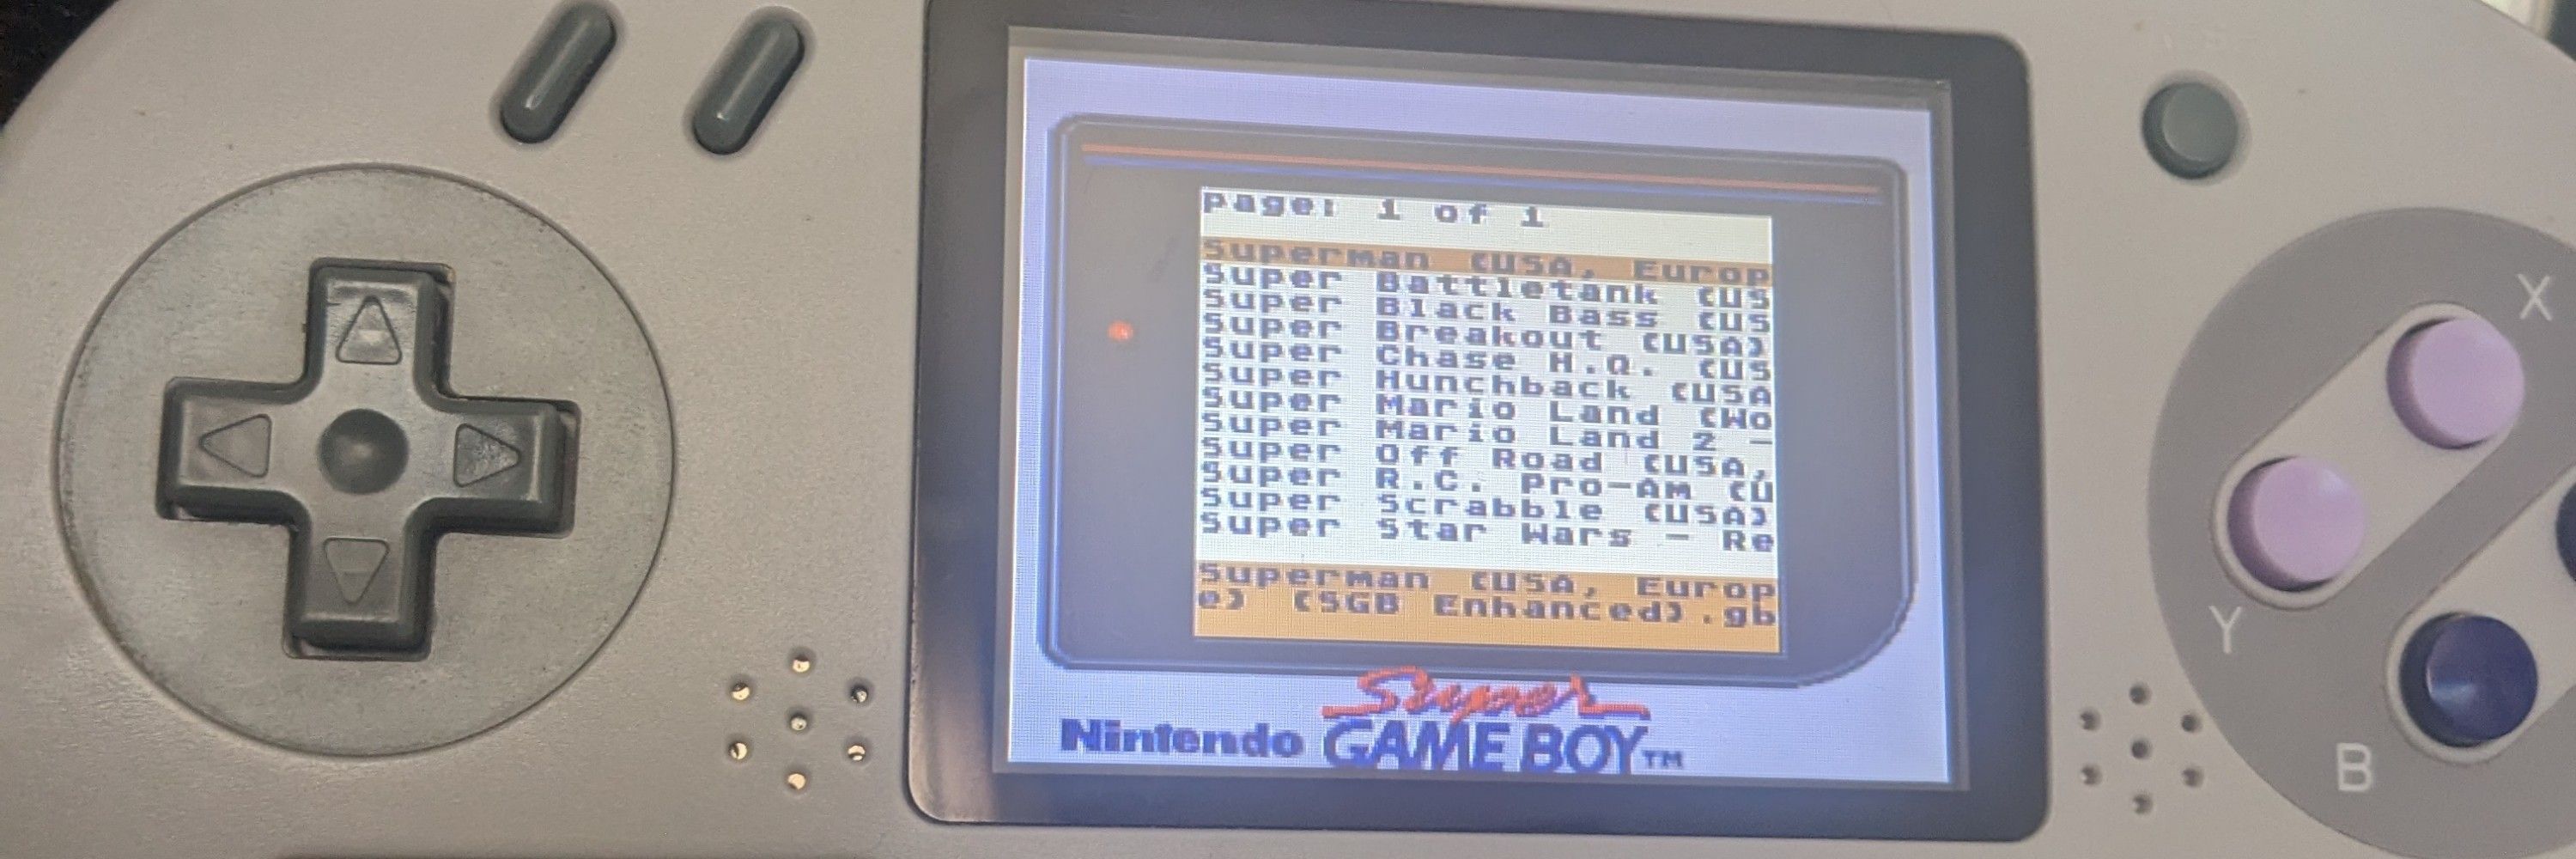 page: 1 of 1
Superman (USA, Europ
Super Battletank (US
Super Black Bass (US
Super Breakout (USA)
Super Chase H.Q. (US
Super Hunchback (USA
Super Mario Land (Wo
Super Mario Land 2 -
Super Off Road (USA,
Super R.C. Pro-Am (U
Super Scrabble (USA)
Super Star Wars - Re
Superman (USA, Europ
e) (SGB Enhanced).gb
Super
Nintendo GAME BOY™
X
Y
B